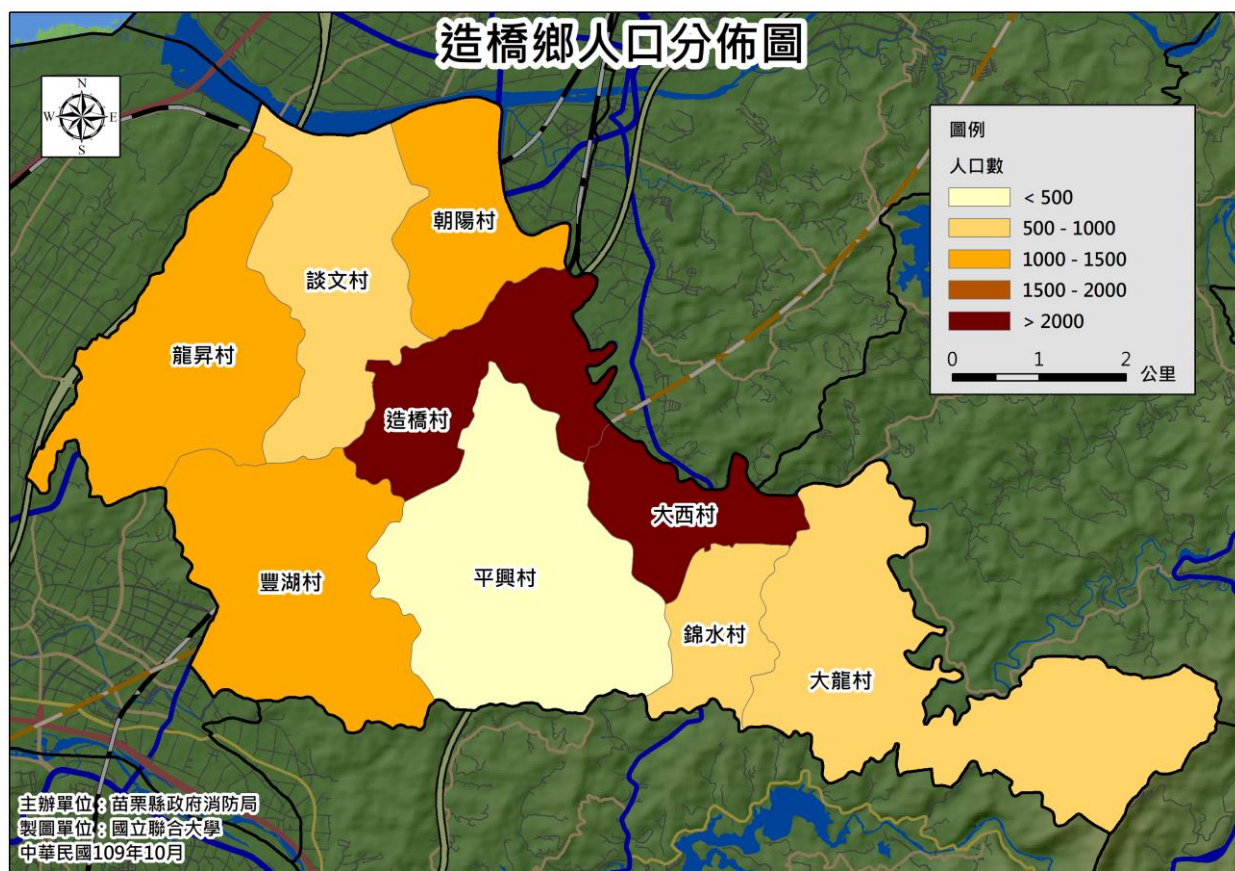 造橋鄉人口分佈圖
N
W
E
S
圖例
人口數
< 500
500 - 1000
1000 - 1500
1500 - 2000
> 2000
0 1 2 公里
朝陽村
談文村
龍昇村
造橋村
大西村
豐湖村
平興村
錦水村
大龍村
主辦單位：苗栗縣政府消防局
製圖單位：國立聯合大學
中華民國109年10月